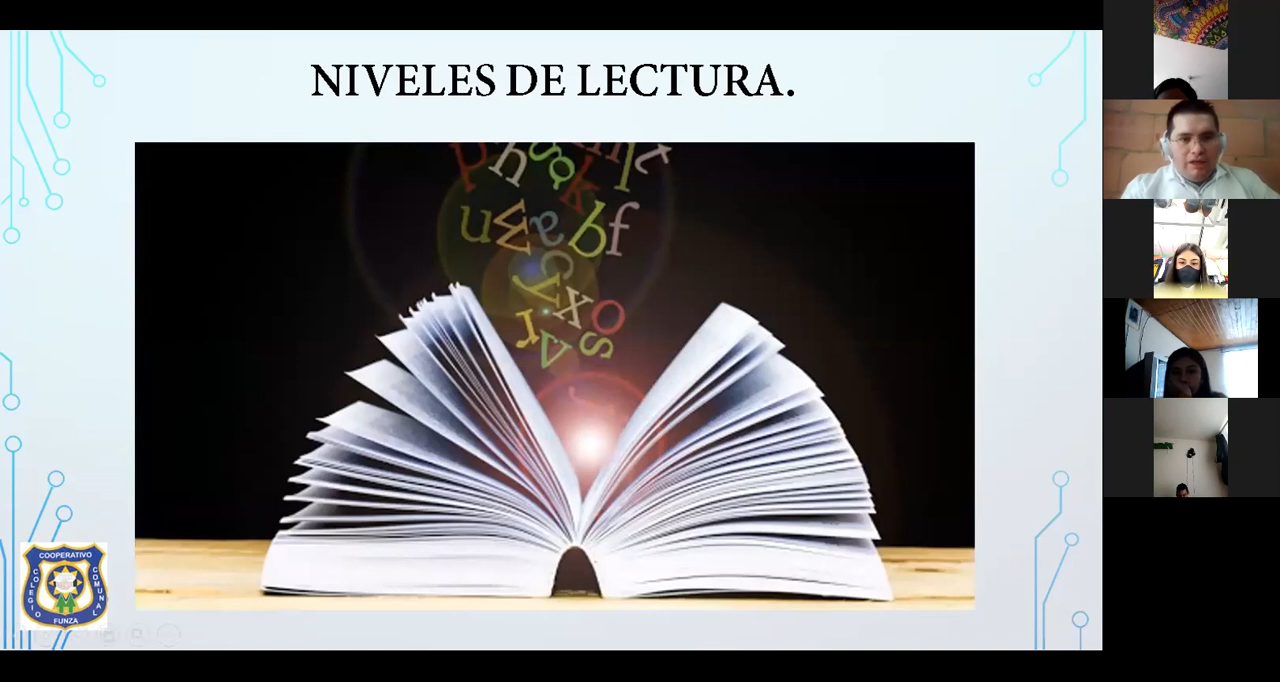 NIVELES DE LECTURA.
COOPERATIVO
COLEGIO
COMUNAL
FUNZA